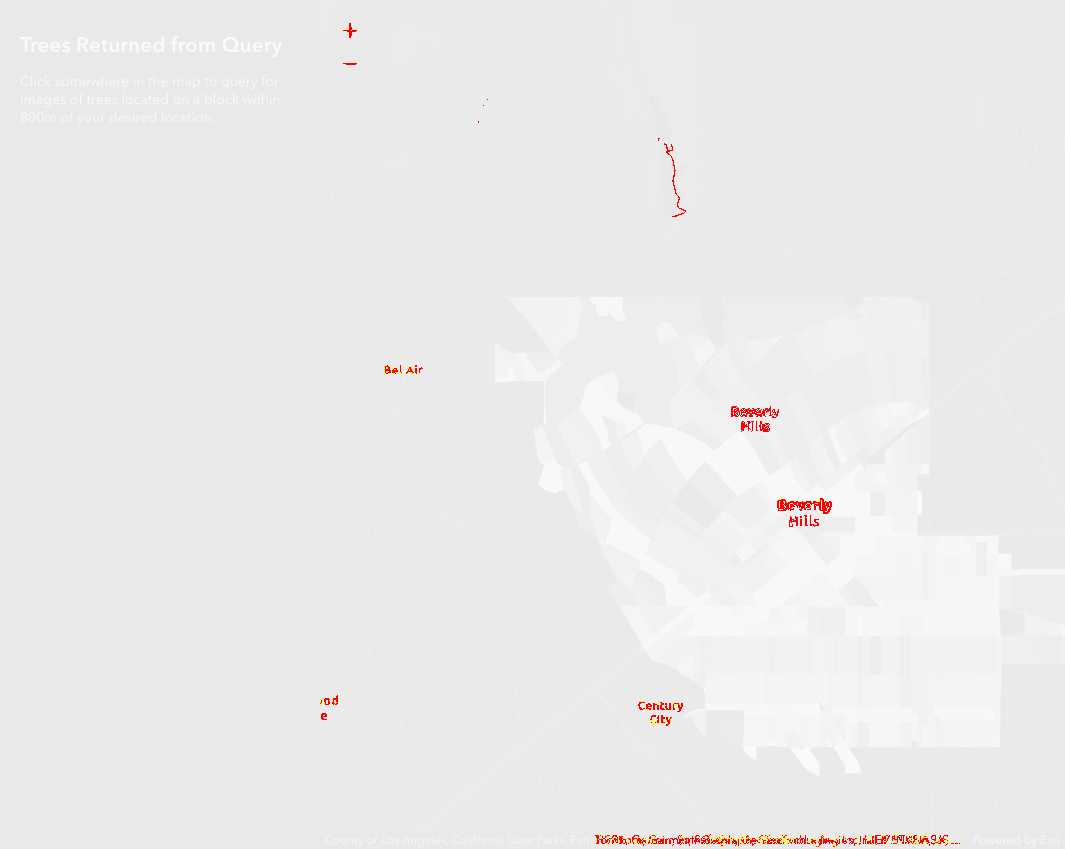 Trees Returned from Query
Click somewhere in the map to query for
images of trees located on a block within
800m of your desired location.
Bel Air
Beverly
Hills
Beverly
Hills
ood
e
Century
City
County of Los Angeles, California State Parks, Esri
Powered by Esri